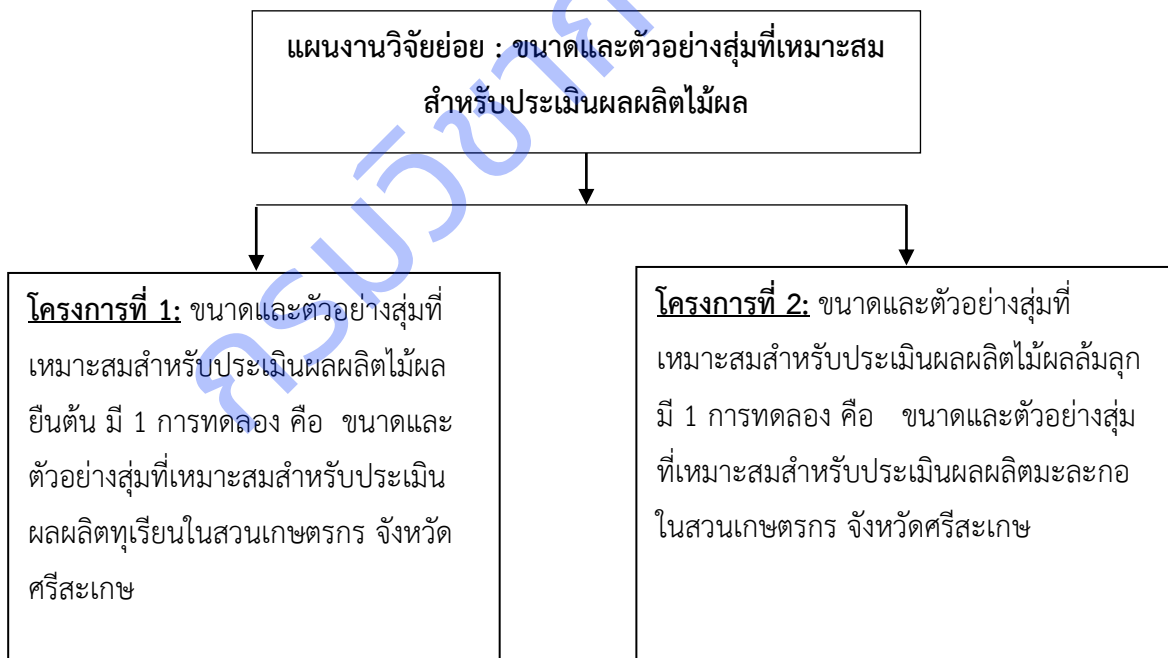 แผนงานวิจัยย่อย : ขนาดและตัวอย่างสุ่มที่เหมาะสม
สำหรับประเมินผลผลิตไม้ผล
โครงการที่ 1: ขนาดและตัวอย่างสุ่มที่
เหมาะสมสำหรับประเมินผลผลิตไม้ผล
ยืนต้น มี 1 การทดลอง คือ ขนาดและ
ตัวอย่างสุ่มที่เหมาะสมสำหรับประเมิน
ผลผลิตทุเรียนในสวนเกษตรกร จังหวัด
ศรีสะเกษ
โครงการที่ 2: ขนาดและตัวอย่างสุ่มที่
เหมาะสมสำหรับประเมินผลผลิตไม้ผลล้มลุก
มี 1 การทดลอง คือ ขนาดและตัวอย่างสุ่ม
ที่เหมาะสมสำหรับประเมินผลผลิตมะละกอ
ในสวนเกษตรกร จังหวัดศรีสะเกษ
กรมวิชาก